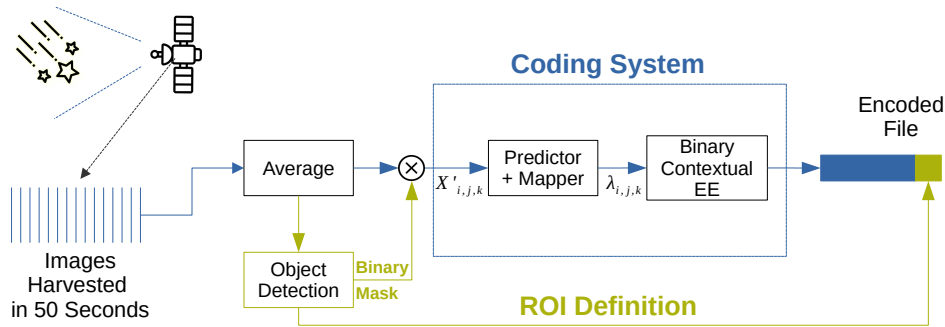 Coding System
Encoded
File
Average
Predictor
+ Mapper
Binary
Contextual
EE
X'i,j,k
λi,j,k
Images
Harvested
in 50 Seconds
Object
Detection
Binary
Mask
ROI Definition